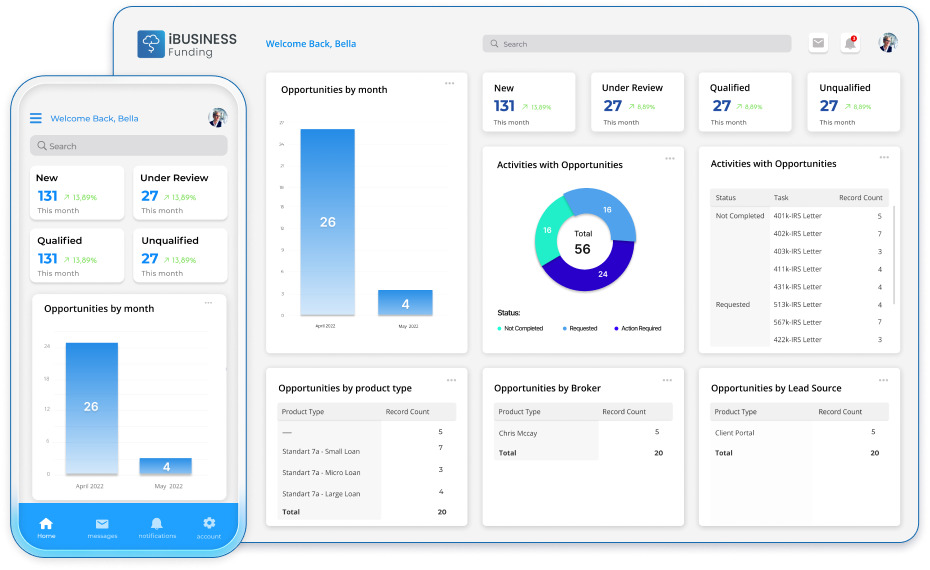 iBUSINESS
Funding
Welcome Back, Bella
Search
2
Opportunities by month
27
24
21
18
15
12
9
6
3
0
26
4
April 2022
May 2022
New
131 13,89%
This month
Under Review
27 8,89%
This month
Qualified
27 8,89%
This month
Unqualified
27 8,89%
This month
Activities with Opportunities
16
16
24
Total
56
Status:
Not Completed Requested Action Required
Activities with Opportunities
Status Task Record Count
Not Completed 401k-IRS Letter 5
402k-IRS Letter 7
403k-IRS Letter 3
411k-IRS Letter 4
431k-IRS Letter 4
Requested 513k-IRS Letter 4
567k-IRS Letter 7
422k-IRS Letter 3
Opportunities by product type
Product Type Record Count
— 5
Standart 7a - Small Loan 7
Standart 7a - Micro Loan 3
Standart 7a - Large Loan 4
Total 20
Opportunities by Broker
Product Type Record Count
Chris Mccay 5
Total 20
Opportunities by Lead Source
Product Type Record Count
Client Portal 5
Total 20
Welcome Back, Bella
Search
New
131 13,89%
This month
Under Review
27 13,89%
This month
Qualified
131 13,89%
This month
Unqualified
27 13,89%
This month
Opportunities by month
24
18
12
6
0
26
4
April 2022
May 2022
Home messages notifications account